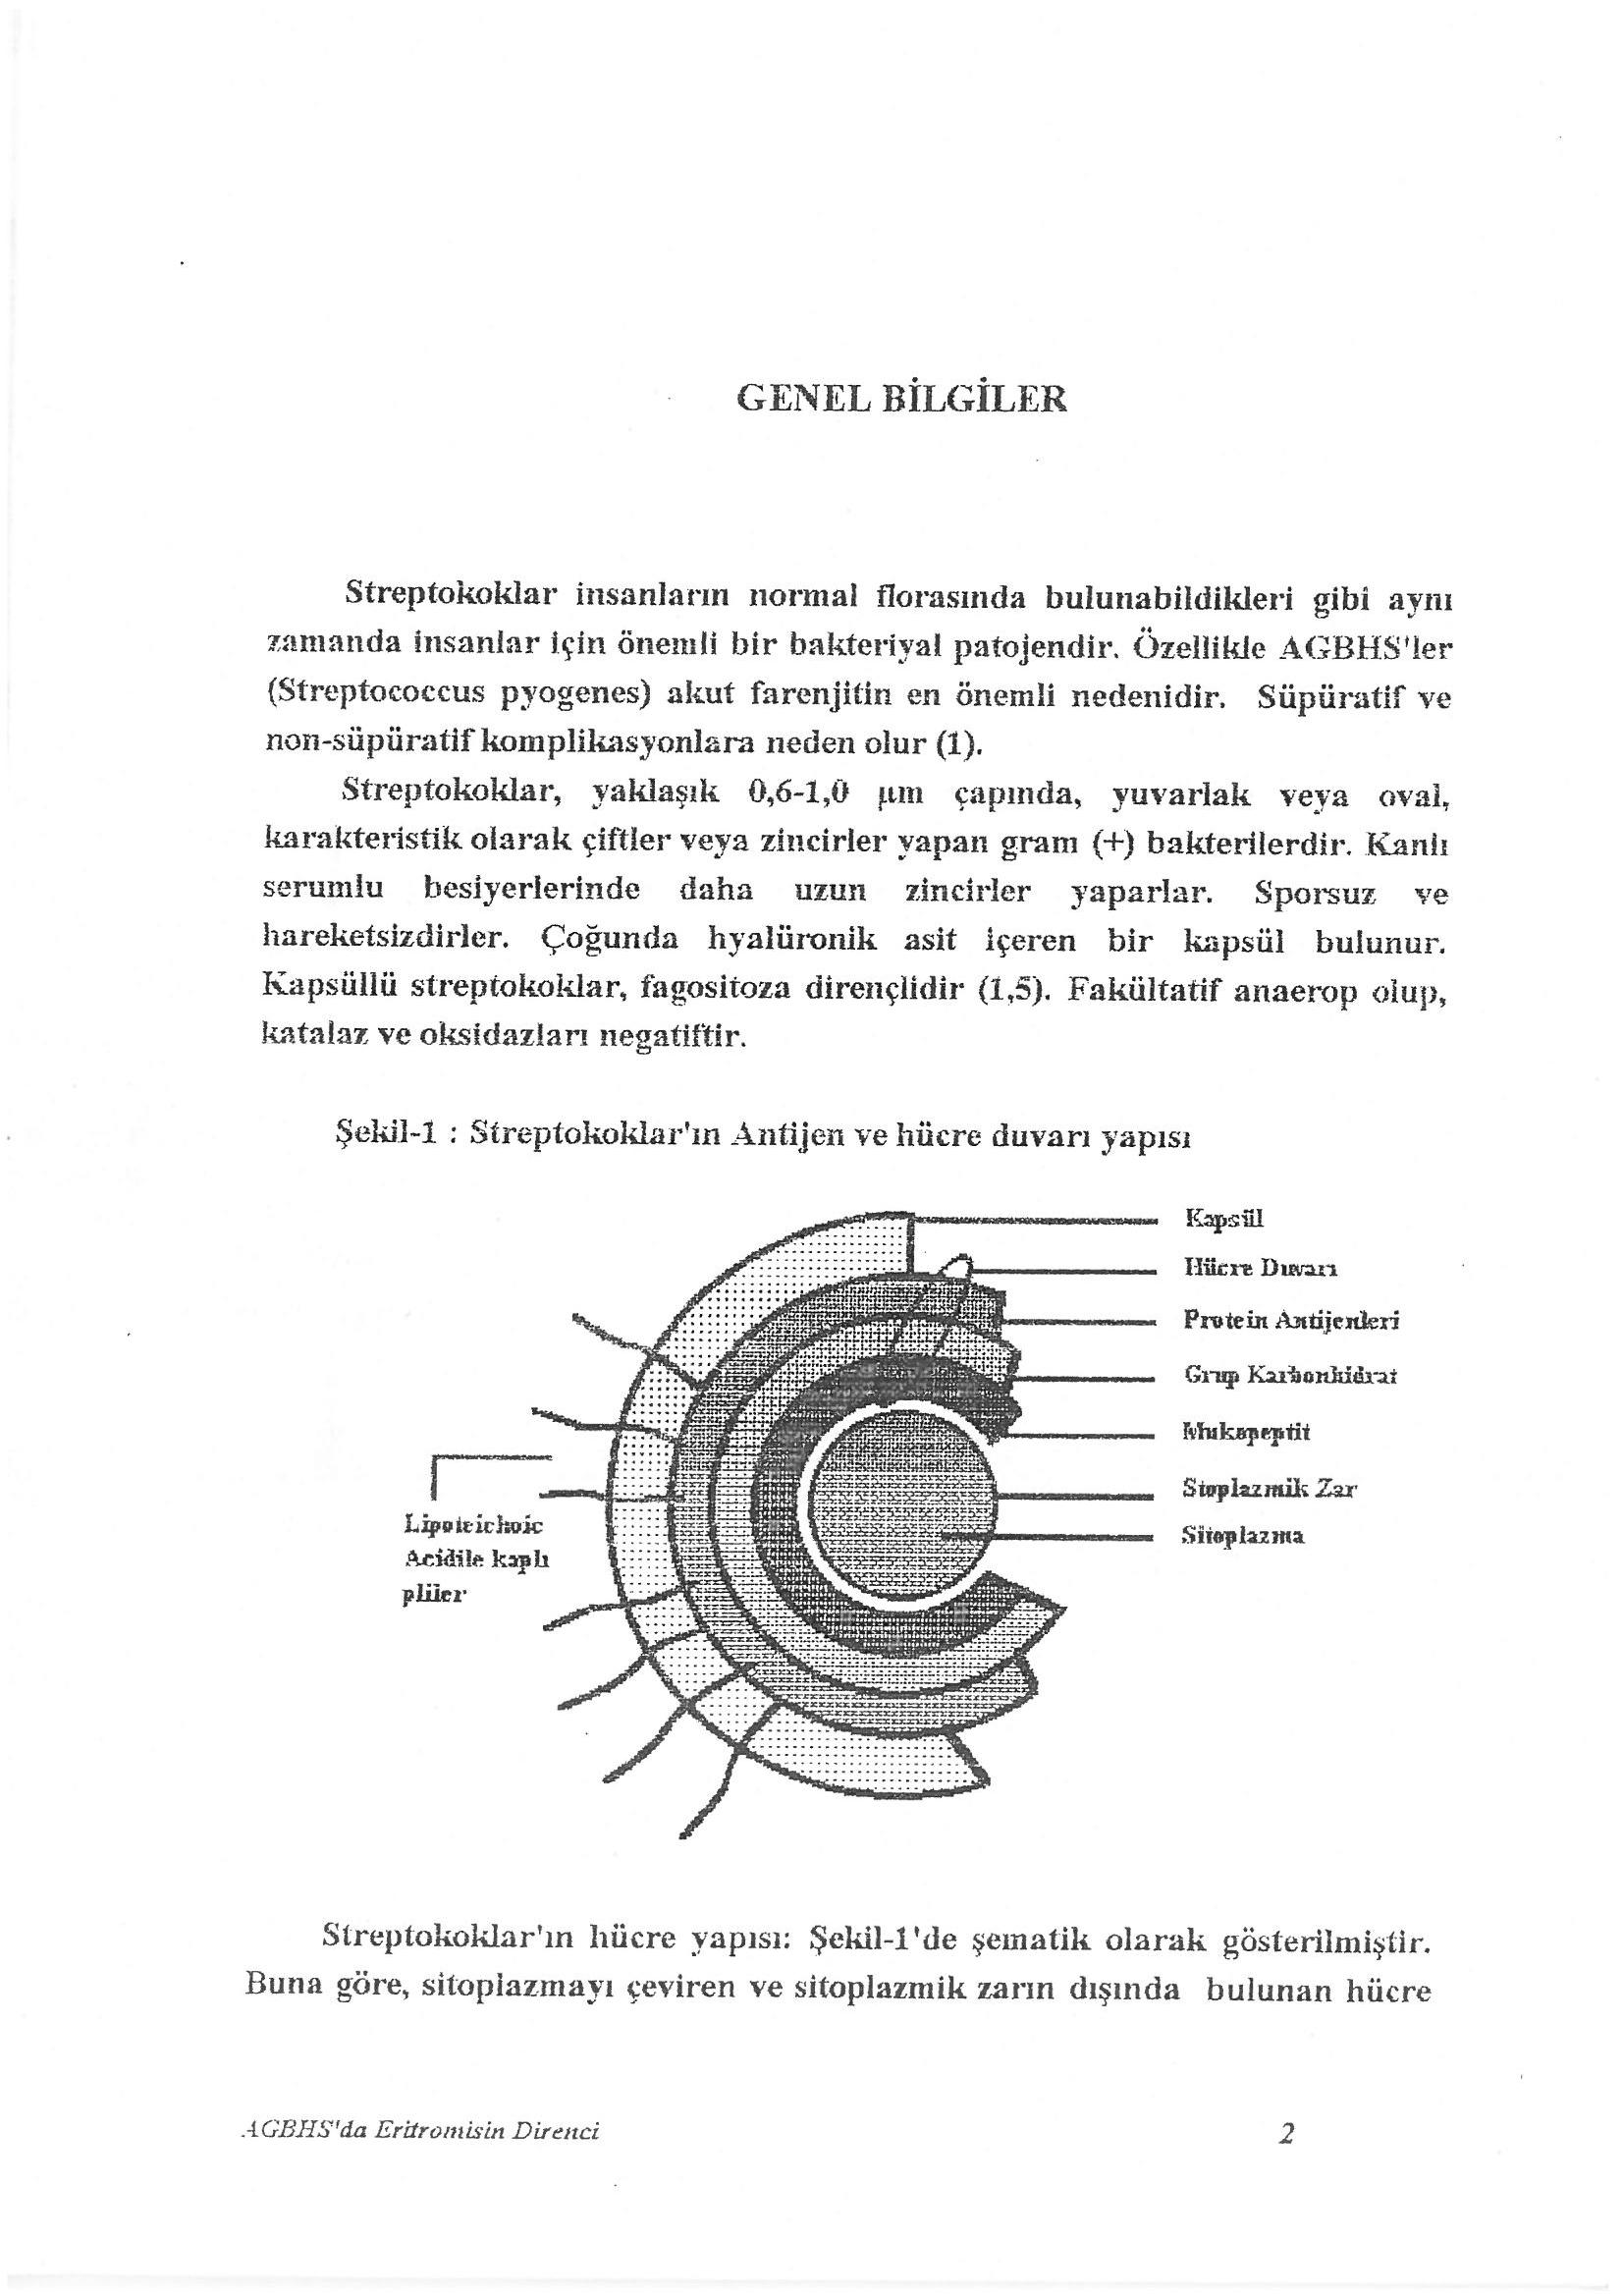 GENEL BİLGİLER
Streptokoklar insanların normal florasında bulunabildikleri gibi aynı
zamanda insanlar için önemli bir bakteriyal patojendir. Özellikle AGBHS'ler
(Streptococcus pyogenes) akut farenjitin en önemli nedenidir. Süpüratif ve
non-süpüratif komplikasyonlara neden olur (1).
Streptokoklar, yaklaşık 0,6-1,0 µm çapında, yuvarlak veya oval,
karakteristik olarak çiftler veya zincirler yapan gram (+) bakterilerdir. Kanlı
serumlu besiyerlerinde daha uzun zincirler yaparlar. Sporsuz ve
hareketsizdirler. Çoğunda hyalüronik asit içeren bir kapsül bulunur.
Kapsüllü streptokoklar, fagositoza dirençlidir (1,5). Fakültatif anaerop olup,
katalaz ve oksidazları negatiftir.
Şekil-1 : Streptokoklar'ın Antijen ve hücre duvarı yapısı
Kapsül
Hücre Duvarı
Protein Antijenleri
Grup Karbonhidrat
Mukopeptit
Stoplazmik Zar
Sitoplazma
Lipoteichoic
Acidile kaplı
pliler
Streptokoklar'ın hücre yapısı: Şekil-1'de şematik olarak gösterilmiştir.
Buna göre, sitoplazmayı çeviren ve sitoplazmik zarın dışında bulunan hücre
AGBHS'da Eritromisin Direnci 2